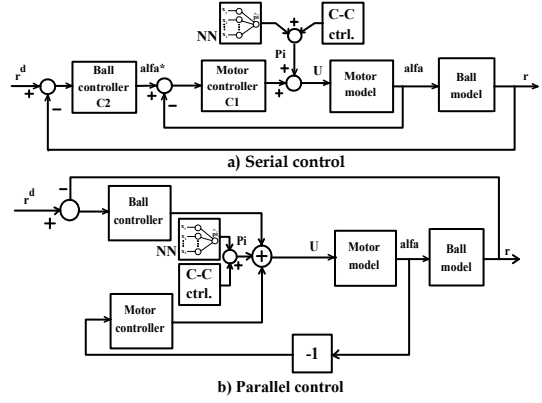 NN
Pi
C-C
ctrl.
r^d
Ball
controller
C2
alfa*
Motor
controller
C1
Pi
U
Motor
model
alfa
Ball
model
r
a) Serial control
r^d
Ball
controller
NN
Pi
C-C
ctrl.
U
Motor
model
alfa
Ball
model
r
Motor
controller
-1
b) Parallel control